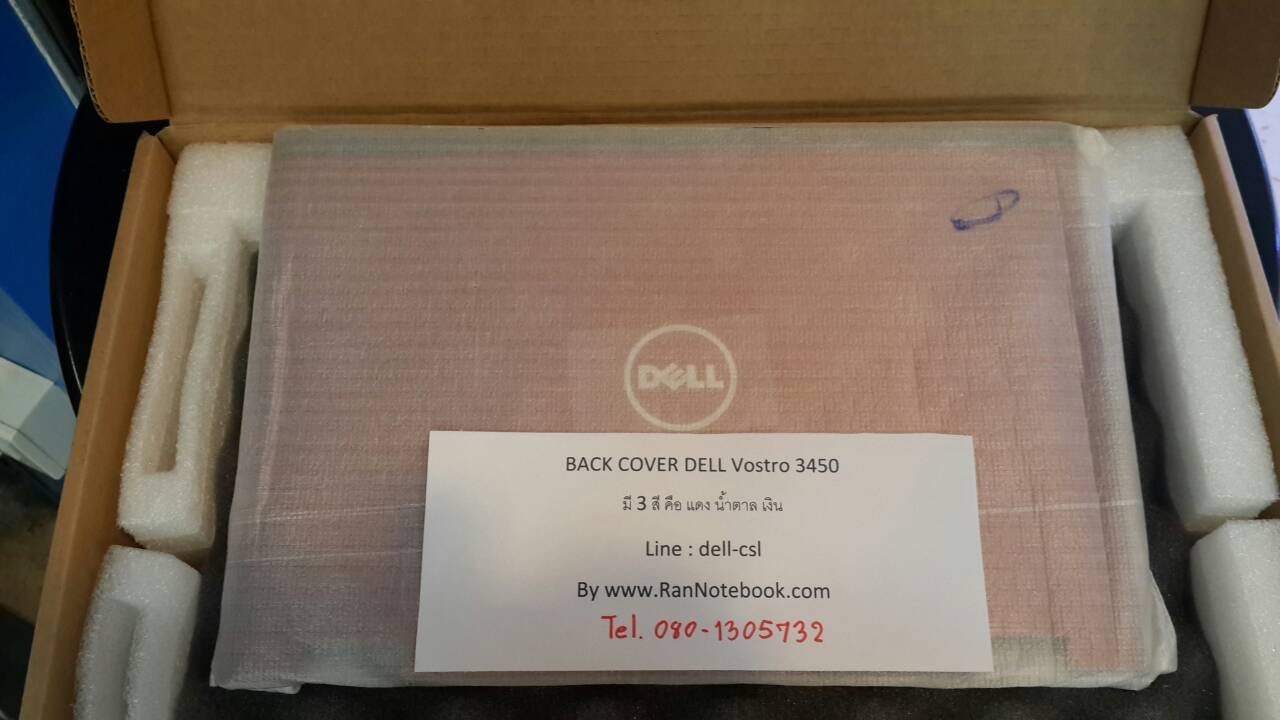 DELL
BACK COVER DELL Vostro 3450
มี 3 สี คือ แดง น้ำตาล เงิน
Line : dell-csl
By www.RanNotebook.com
Tel. 080-1305732